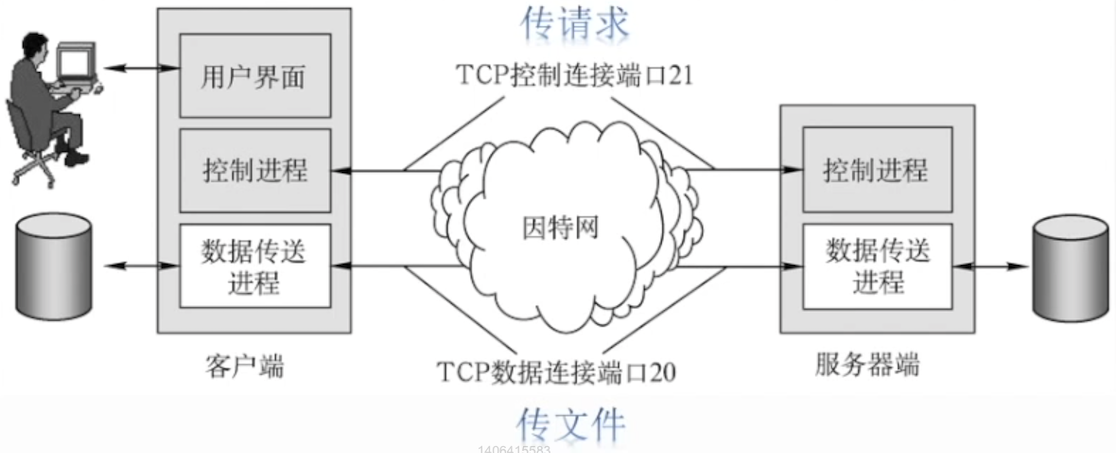 传请求
TCP控制连接端口21
用户界面
控制进程
控制进程
因特网
数据传送
进程
数据传送
进程
客户端
TCP数据连接端口20
服务器端
传文件
1406415583